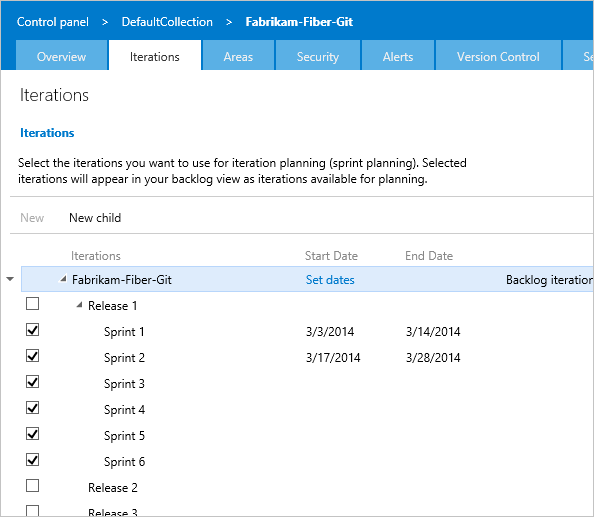 Control panel > DefaultCollection > Fabrikam-Fiber-Git
Overview Iterations Areas Security Alerts Version Control
Iterations
Iterations
Select the iterations you want to use for iteration planning (sprint planning). Selected
iterations will appear in your backlog view as iterations available for planning.
New New child
Iterations Start Date End Date
Fabrikam-Fiber-Git Set dates Backlog iteration
Release 1
Sprint 1 3/3/2014 3/14/2014
Sprint 2 3/17/2014 3/28/2014
Sprint 3
Sprint 4
Sprint 5
Sprint 6
Release 2
Release 3